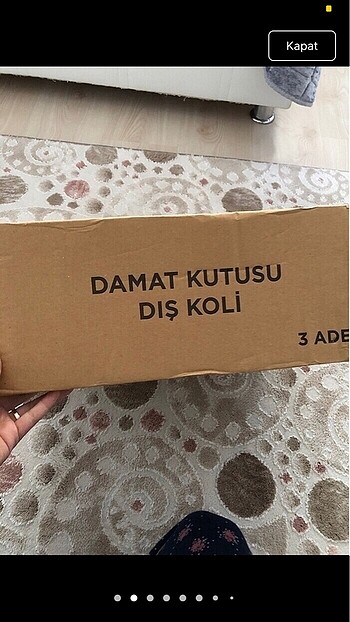 Kapat
DAMAT KUTUSU
DIŞ KOLİ
3 ADE